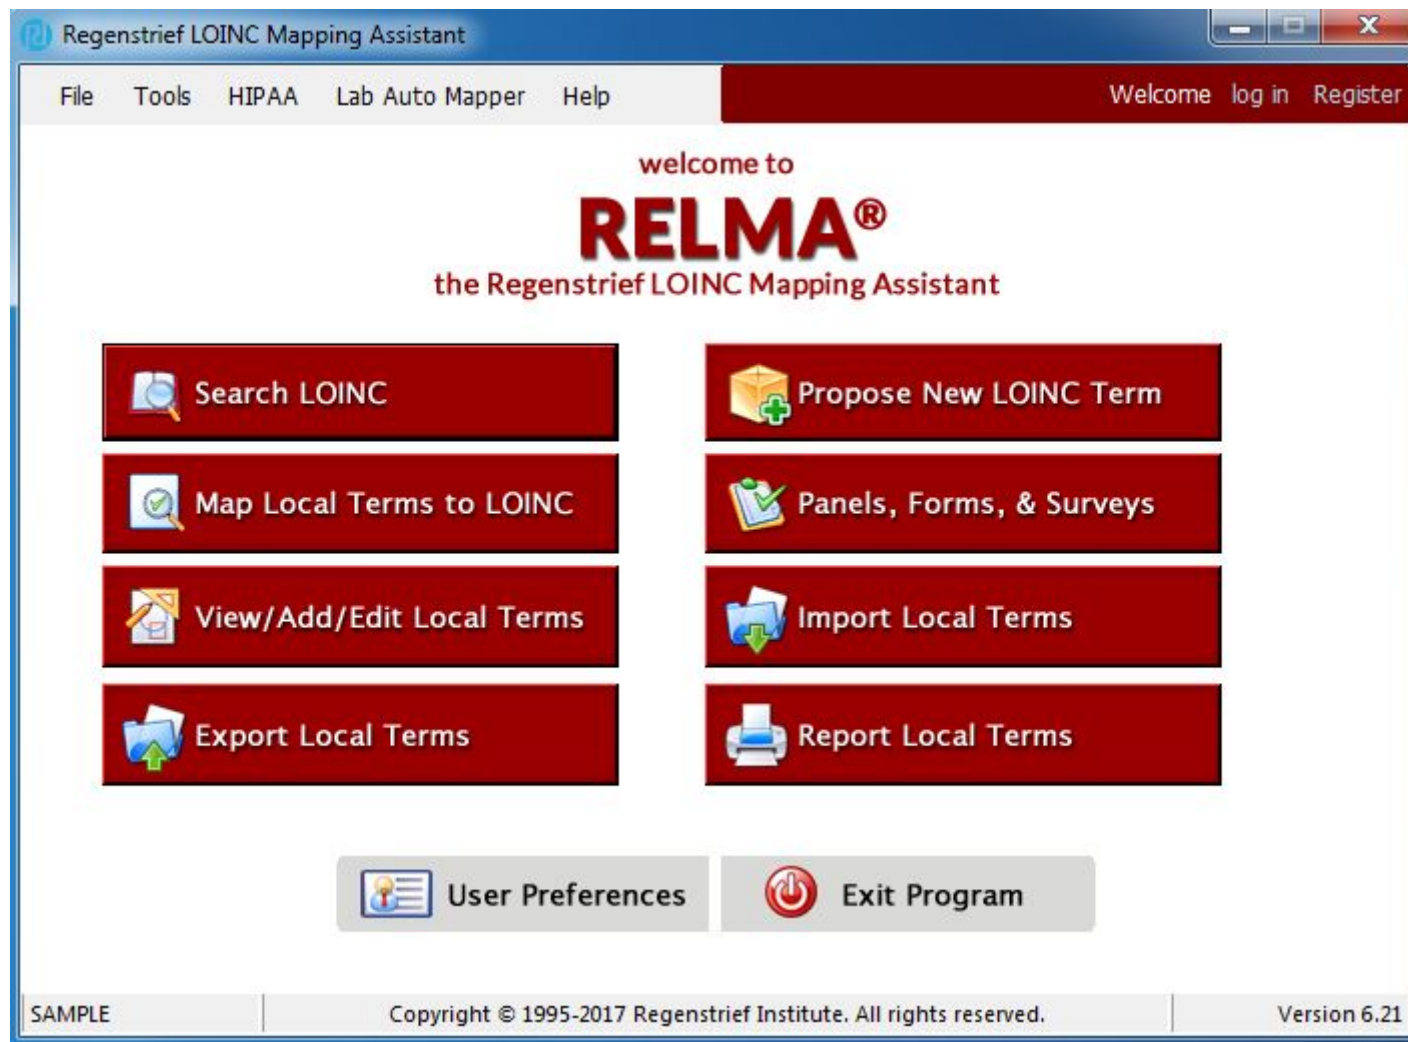 Regenstrief LOINC Mapping Assistant
File Tools HIPAA Lab Auto Mapper Help Welcome log in Register
welcome to
RELMA®
the Regenstrief LOINC Mapping Assistant
Search LOINC
Propose New LOINC Term
Map Local Terms to LOINC
Panels, Forms, & Surveys
View/Add/Edit Local Terms
Import Local Terms
Export Local Terms
Report Local Terms
User Preferences
Exit Program
SAMPLE Copyright © 1995-2017 Regenstrief Institute. All rights reserved. Version 6.21